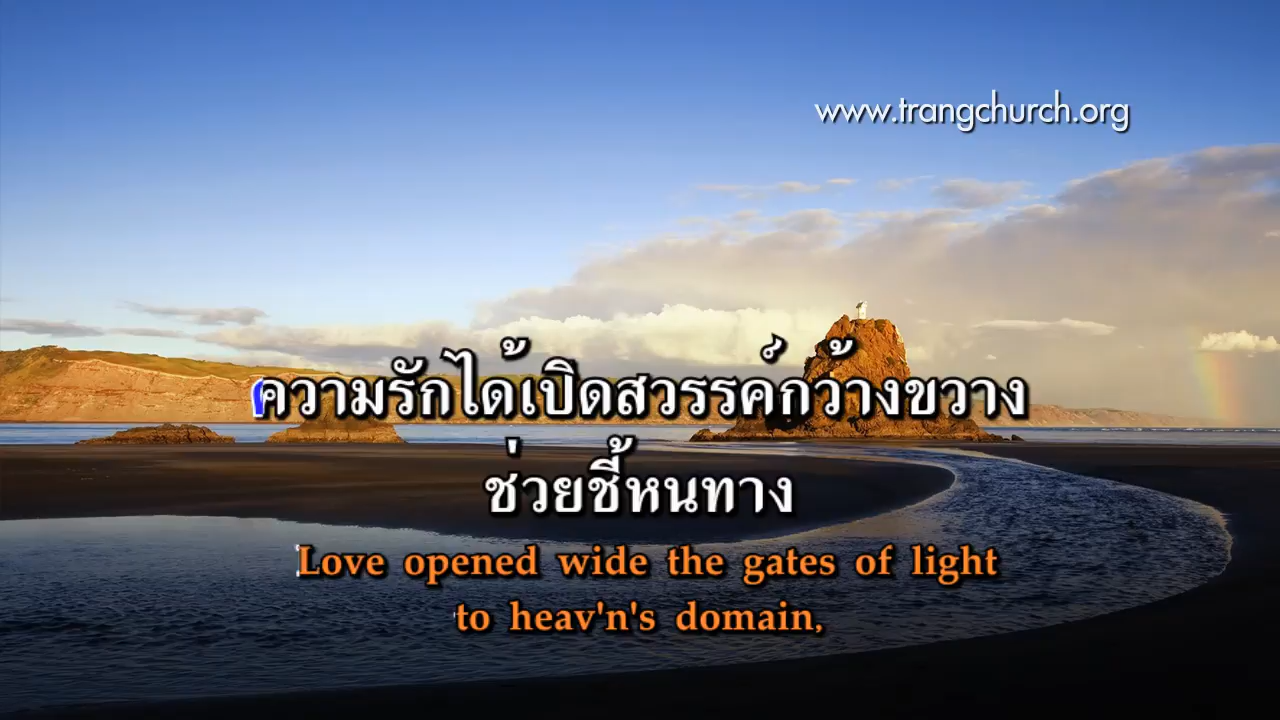 www.trangchurch.org
ความรักได้เปิดสวรรค์กว้างขวาง
ช่วยชี้หนทาง
Love opened wide the gates of light
to heav'n's domain,